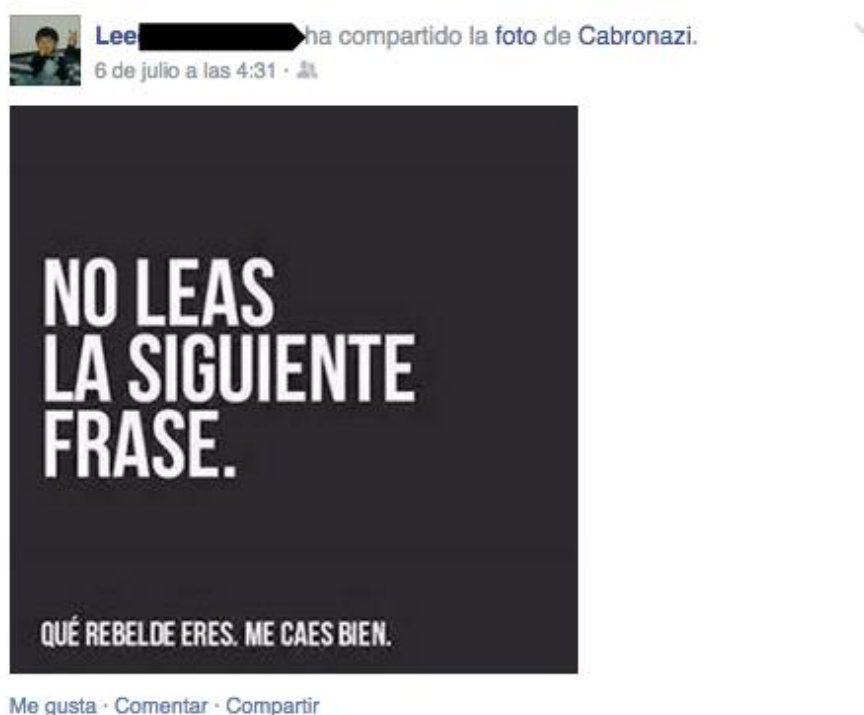 Lee ha compartido la foto de Cabronazi.
6 de julio a las 4:31 ·
NO LEAS
LA SIGUIENTE
FRASE.
QUÉ REBELDE ERES. ME CAES BIEN.
Me gusta · Comentar · Compartir